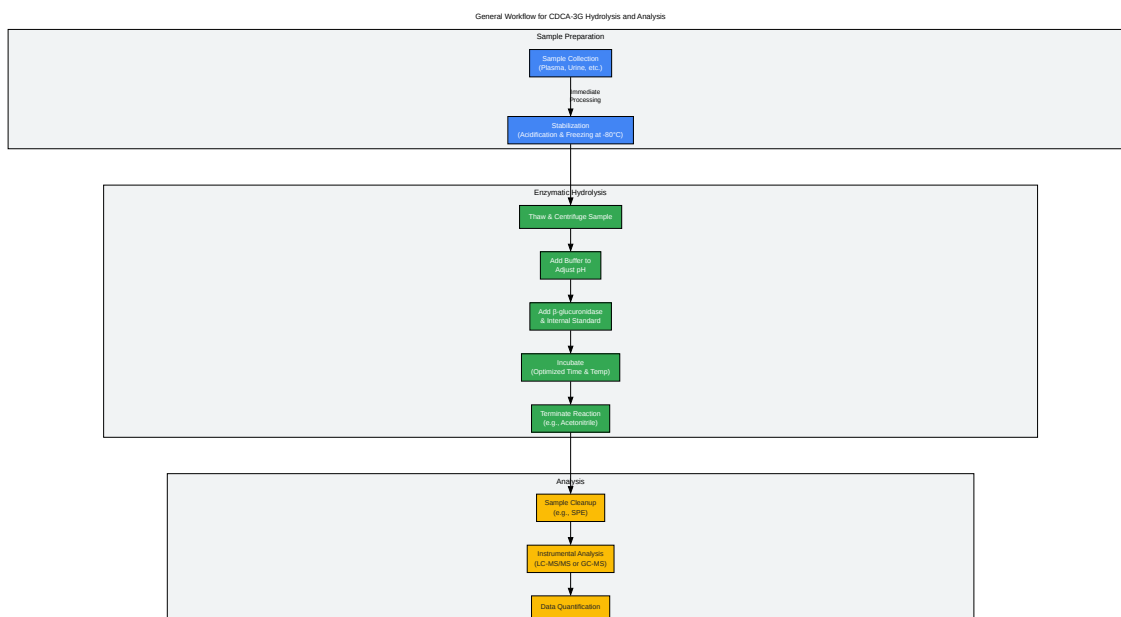 General Workflow for CDCA-3G Hydrolysis and Analysis
Sample Preparation
Sample Collection
(Plasma, Urine, etc.)
Immediate
Processing
Stabilization
(Acidification & Freezing at -80°C)
Enzymatic Hydrolysis
Thaw & Centrifuge Sample
Add Buffer to
Adjust pH
Add β-glucuronidase
& Internal Standard
Incubate
(Optimized Time & Temp)
Terminate Reaction
(e.g., Acetonitrile)
Analysis
Sample Cleanup
(e.g., SPE)
Instrumental Analysis
(LC-MS/MS or GC-MS)
Data Quantification